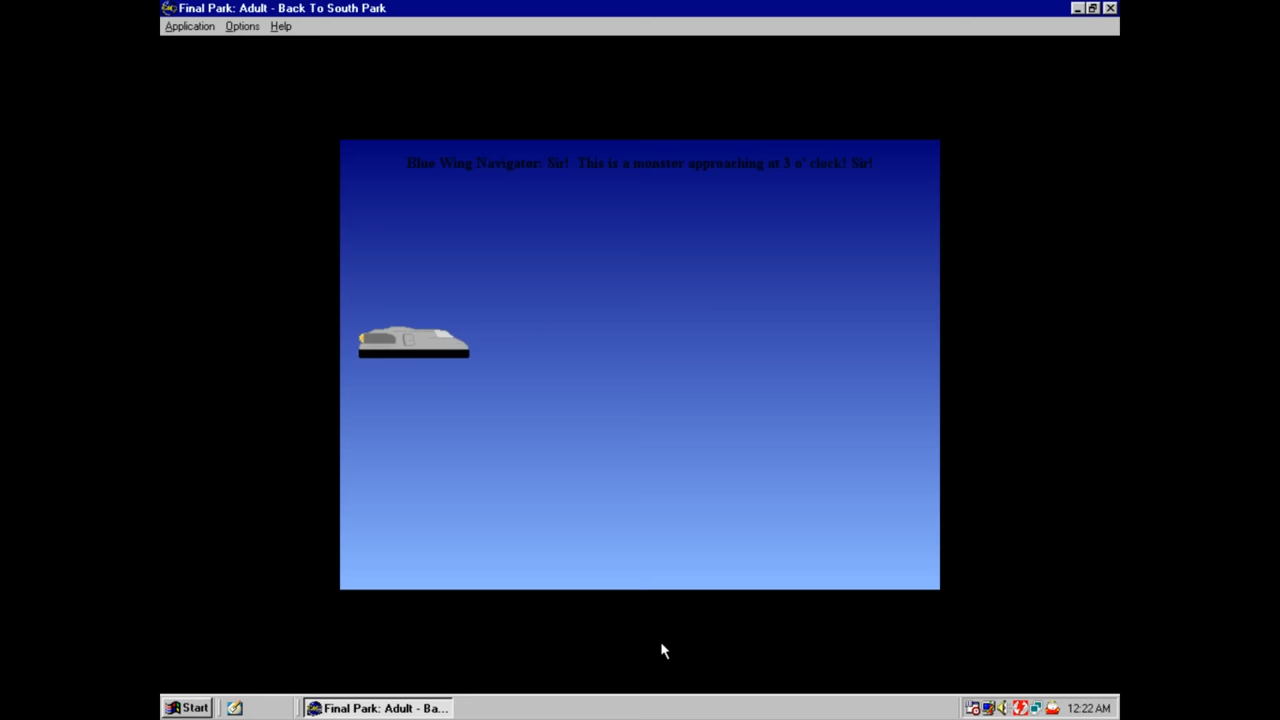 Final Park: Adult - Back To South Park
Application Options Help
Blue Wing Navigator: Sir! This is a monster approaching at 3 o' clock! Sir!
Start
Final Park: Adult - Ba...
12:22 AM